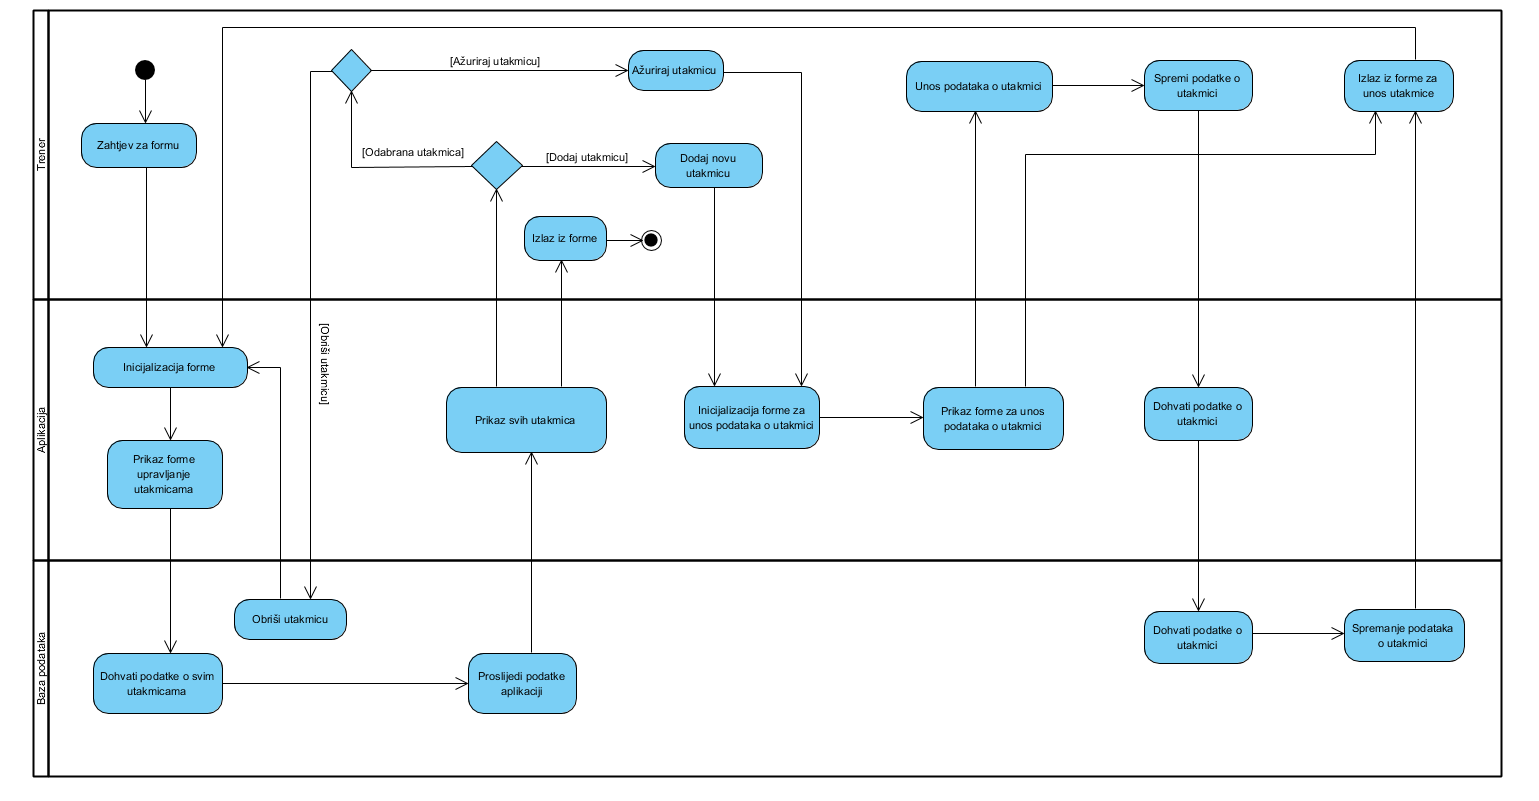 Trener
[Ažuriraj utakmicu]
Ažuriraj utakmicu
Unos podataka o utakmici
Spremi podatke o
utakmici
Izlaz iz forme za
unos utakmice
Zahtjev za formu
[Odabrana utakmica]
[Dodaj utakmicu]
Dodaj novu
utakmicu
Izlaz iz forme
Aplikacija
[Obriši utakmicu]
Inicijalizacija forme
Prikaz forme
upravljanje
utakmicama
Prikaz svih utakmica
Inicijalizacija forme za
unos podataka o utakmici
Prikaz forme za unos
podataka o utakmici
Dohvati podatke o
utakmici
Baza podataka
Obriši utakmicu
Dohvati podatke o svim
utakmicama
Proslijedi podatke
aplikaciji
Dohvati podatke o
utakmici
Spremanje podataka
o utakmici